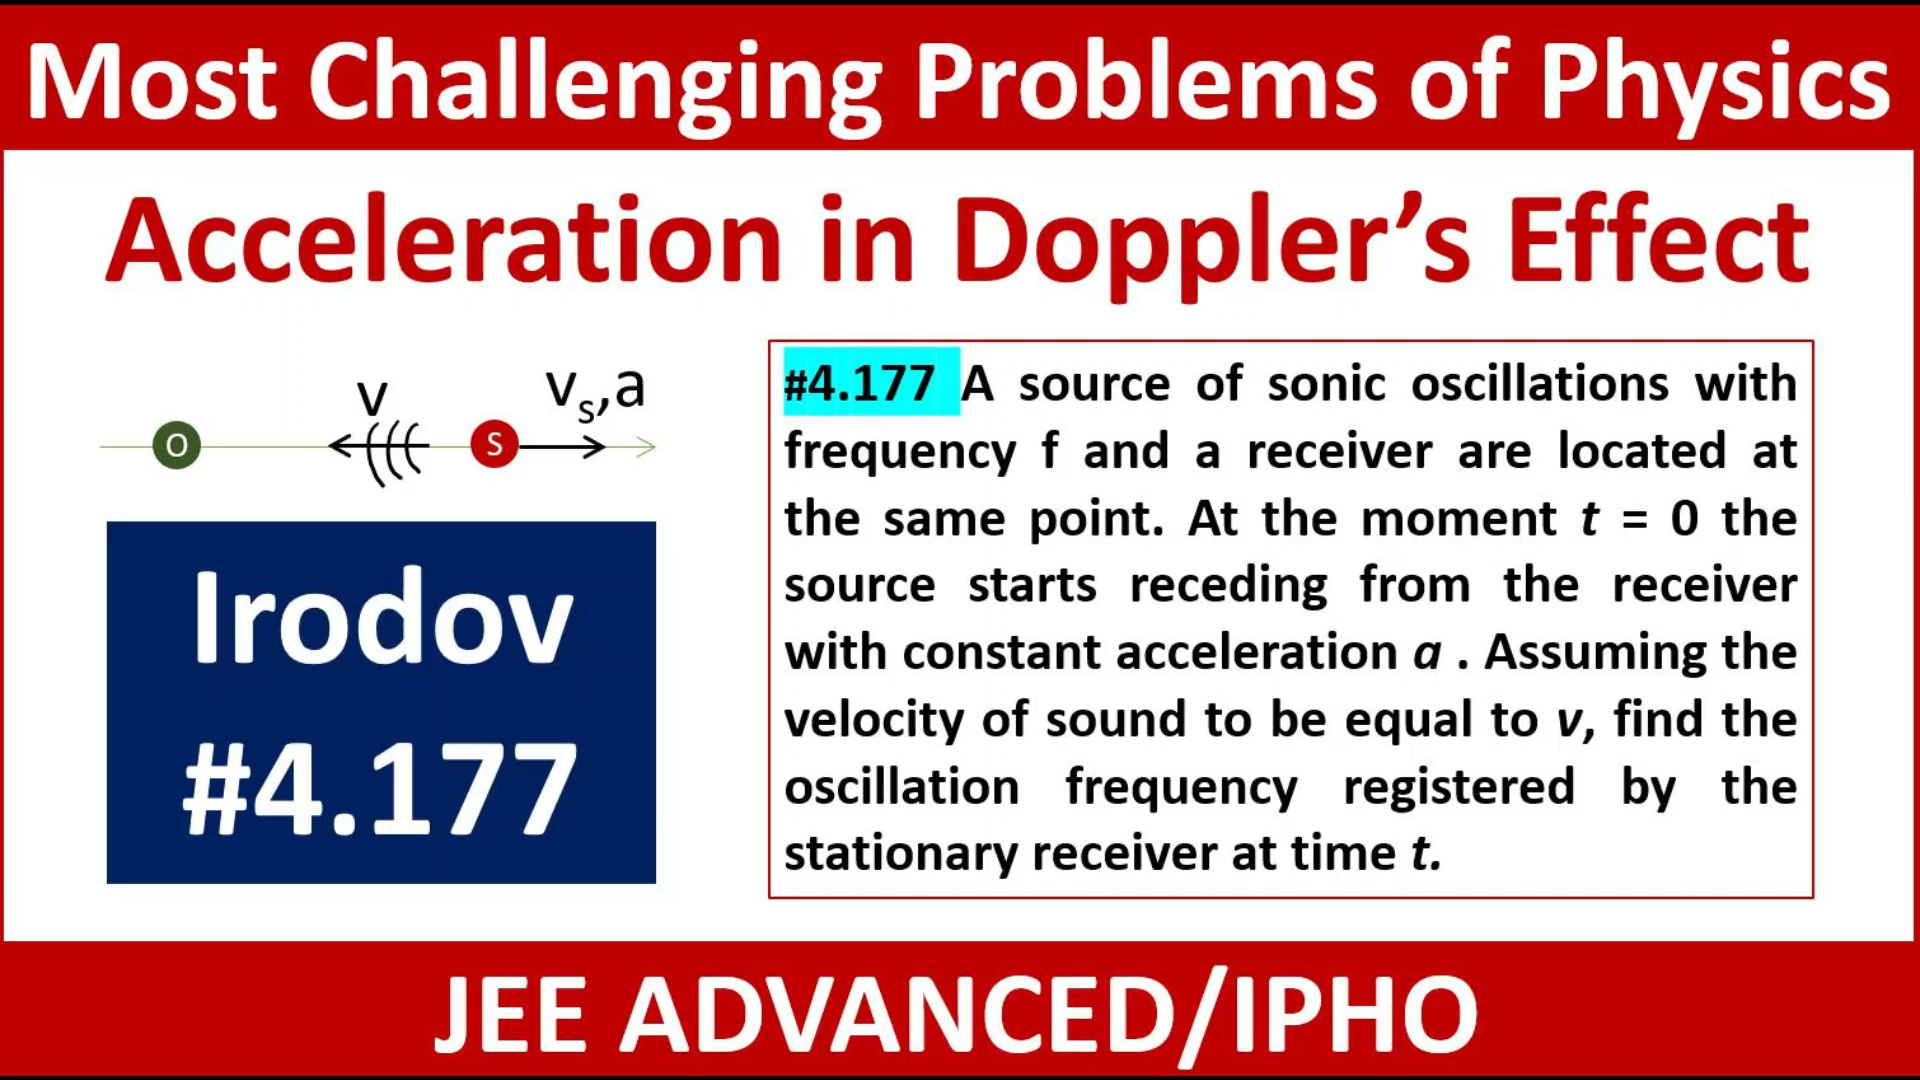 Most Challenging Problems of Physics
Acceleration in Doppler’s Effect
v
vₛ,a
O
S
Irodov
#4.177
#4.177 A source of sonic oscillations with
frequency f and a receiver are located at
the same point. At the moment t = 0 the
source starts receding from the receiver
with constant acceleration a . Assuming the
velocity of sound to be equal to v, find the
oscillation frequency registered by the
stationary receiver at time t.
JEE ADVANCED/IPHO